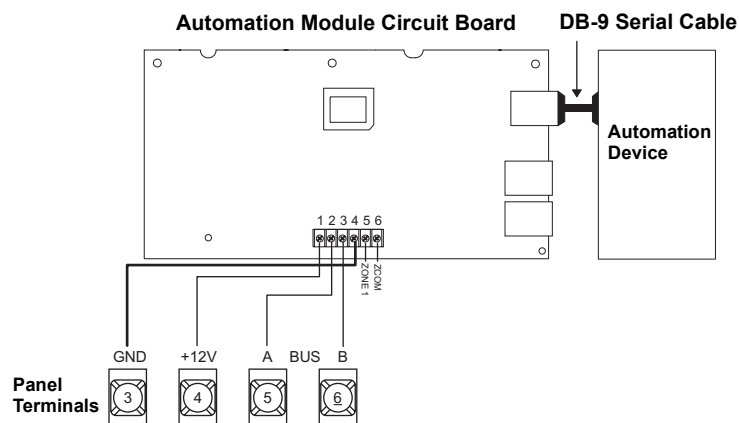 Automation Module Circuit Board
DB-9 Serial Cable
Automation
Device
1 2 3 4 5 6
ZONE 1
ZCOM
GND +12V A BUS B
Panel
Terminals
3 4 5 6